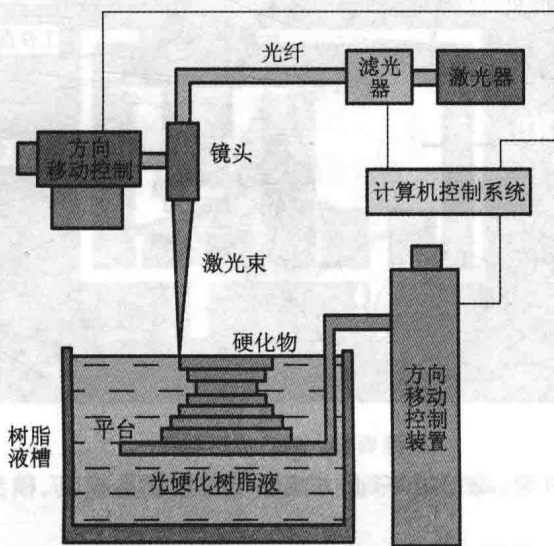 光纤
滤光
器
激光器
方向
移动控制
镜头
计算机控制系统
激光束
硬化物
方向
移动
控制
装置
树脂
液槽
平台
光硬化树脂液